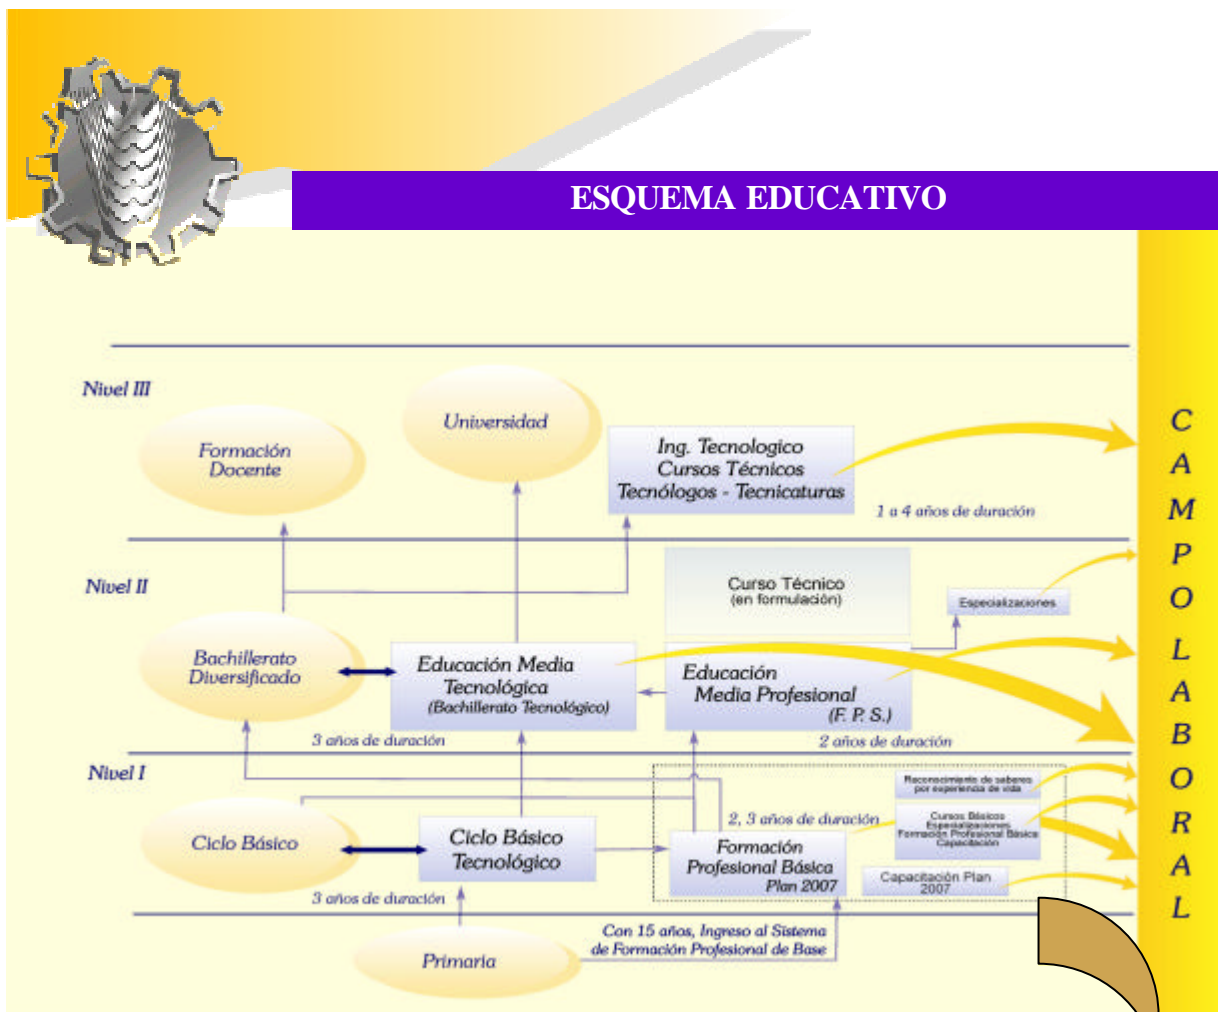 ESQUEMA EDUCATIVO
Nivel III
Universidad
Formación
Docente
Ing. Tecnologico
Cursos Técnicos
Tecnólogos - Tecnicaturas
1 a 4 años de duración
Nivel II
Curso Técnico
(en formulación)
Especializaciones
Bachillerato
Diversificado
Educación Media
Tecnológica
(Bachillerato Tecnológico)
Educación
Media Profesional
(F. P. S.)
3 años de duración
2 años de duración
Nivel I
Reconocimiento de saberes
por experiencia de vida
2, 3 años de duración
Cursos Básicos
Especializaciones
Formación Profesional Básica
Capacitación
Ciclo Básico
Ciclo Básico
Tecnológico
Formación
Profesional Básica
Plan 2007
Capacitación Plan
2007
3 años de duración
Con 15 años, Ingreso al Sistema
de Formación Profesional de Base
Primaria
C
A
M
P
O
L
A
B
O
R
A
L